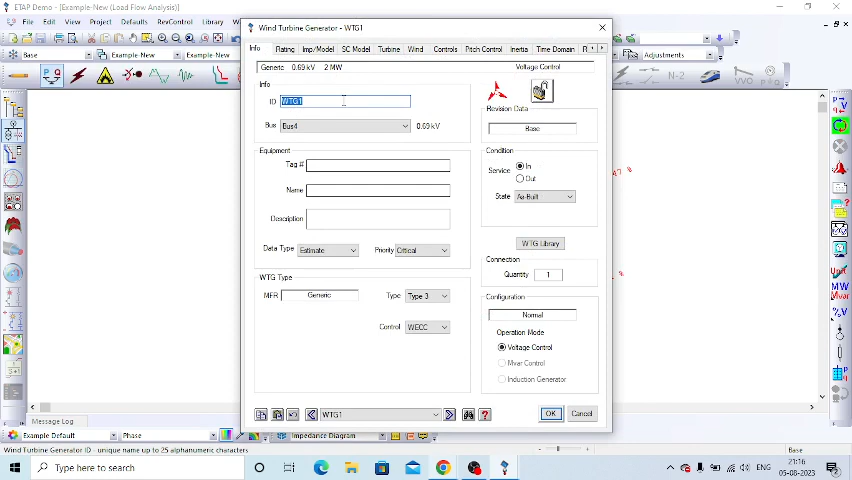 ETAP Demo - Example-New (Load Flow Analysis)
File Edit Defaults RevControl Library
Base Example-New Example-New Adjustments
N-2
Wind Turbine Generator - WTG1
Info Rating Imp/Model SC Model Turbine Wind Controls Pitch Control Inertia Time Domain R
Generic 0.69 kV 2 MW Voltage Control
Info
ID WTG1
Bus Bus4 0.69 kV
Revision Data
Base
Equipment
Tag #
Name
Description
Data Type Estimate Priority Critical
Condition
Service In
Out
State As-Built
WTG Library
Connection
Quantity 1
WTG Type
MFR Generic Type Type 3
Control WECC
Configuration
Normal
Operation Mode
Voltage Control
Mvar Control
Induction Generator
WTG1
OK Cancel
Message Log
Example Default Phase Impedance Diagram
Wind Turbine Generator ID - unique name up to 25 alphanumeric characters Base
Type here to search
ENG 21:16
05-08-2023